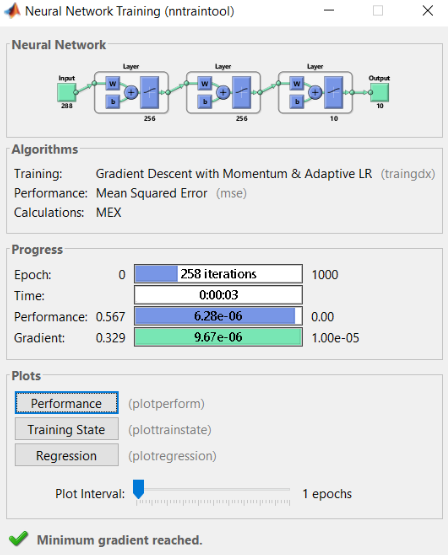 Neural Network Training (nntraintool)
Neural Network
Layer Layer Layer
Input Output
W W W
+ + +
b b b
288 256 256 10 10
Algorithms
Training: Gradient Descent with Momentum & Adaptive LR (traingdx)
Performance: Mean Squared Error (mse)
Calculations: MEX
Progress
Epoch: 0 258 iterations 1000
Time: 0:00:03
Performance: 0.567 6.28e-06 0.00
Gradient: 0.329 9.67e-06 1.00e-05
Plots
Performance (plotperform)
Training State (plottrainstate)
Regression (plotregression)
Plot Interval: 1 epochs
Minimum gradient reached.